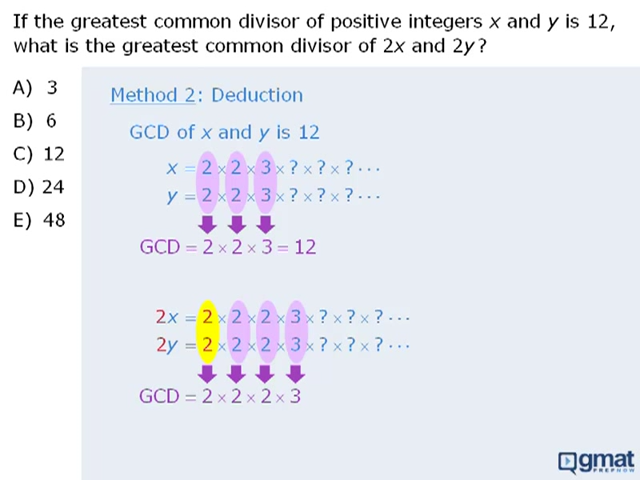 If the greatest common divisor of positive integers x and y is 12,
what is the greatest common divisor of 2x and 2y?
A) 3
B) 6
C) 12
D) 24
E) 48
Method 2: Deduction
GCD of x and y is 12
x = 2 × 2 × 3 × ? × ? × ? ···
y = 2 × 2 × 3 × ? × ? × ? ···
GCD = 2 × 2 × 3 = 12
2x = 2 × 2 × 2 × 3 × ? × ? × ? ···
2y = 2 × 2 × 2 × 3 × ? × ? × ? ···
GCD = 2 × 2 × 2 × 3
gmat
PREPNOW